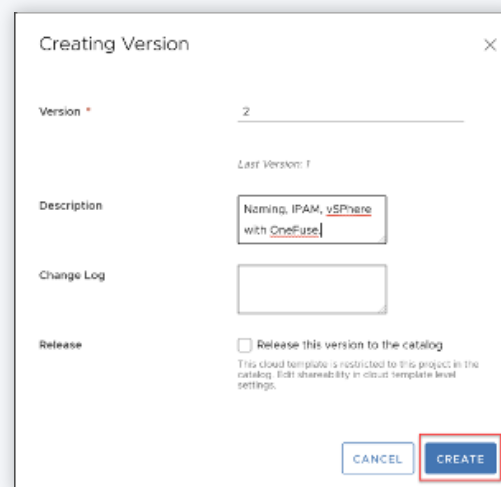 Creating Version
Version *
2
Last Version: 1
Description
Naming, IPAM, vSPhere
with OneFuse.
Change Log
Release
Release this version to the catalog
This cloud template is restricted to this project in the
catalog. Edit shareability in cloud template level
settings.
CANCEL
CREATE